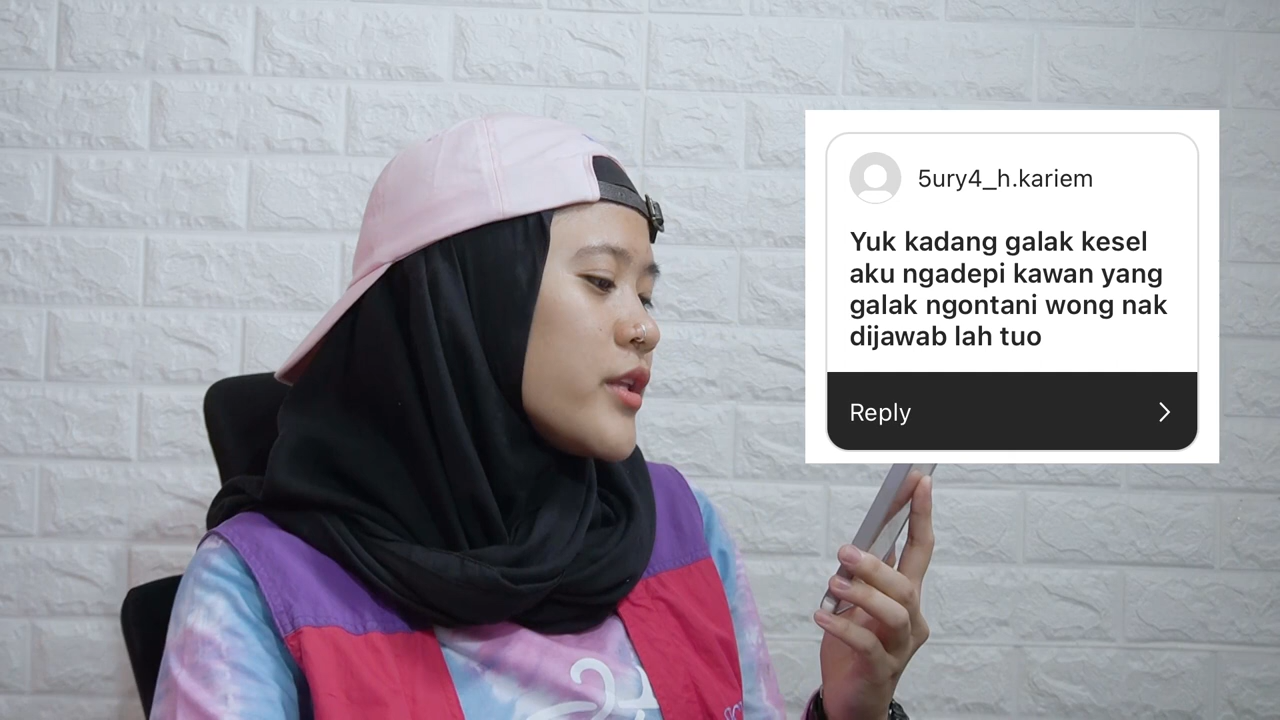 5ury4_h.kariem
Yuk kadang galak kesel
aku ngadepi kawan yang
galak ngontani wong nak
dijawab lah tuo
Reply